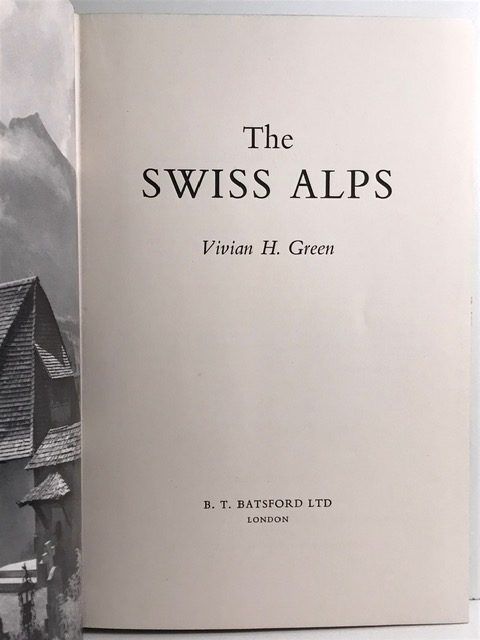 The
SWISS ALPS
Vivian H. Green
B. T. BATSFORD LTD
LONDON